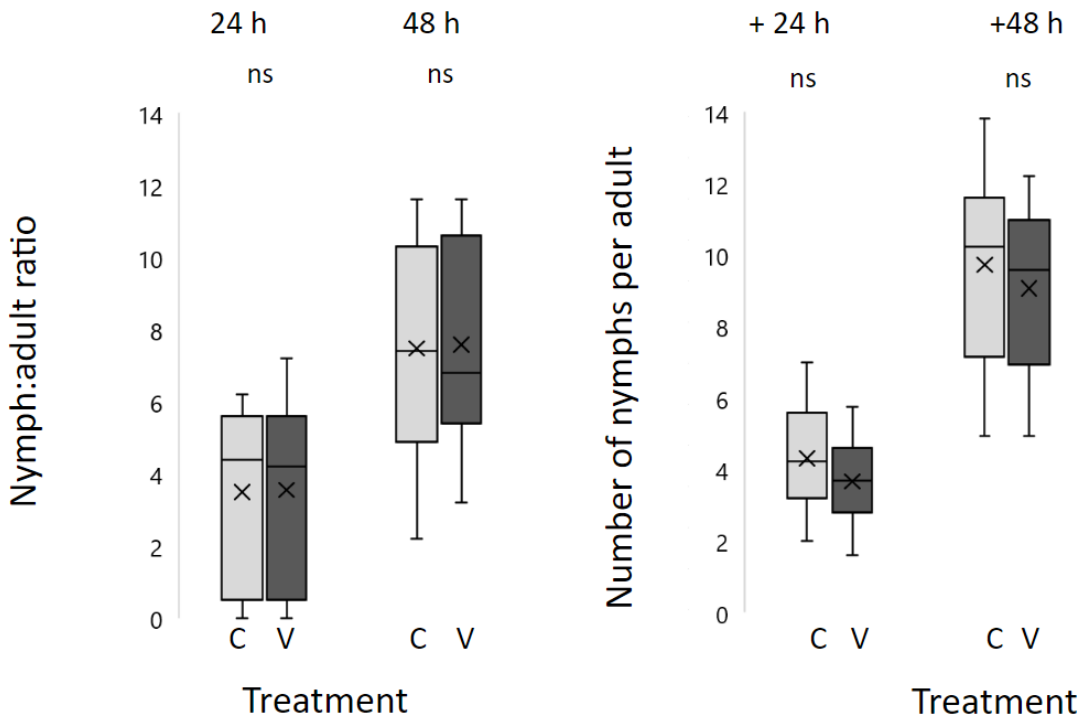 24 h
48 h
ns
ns
14
12
10
8
6
4
2
0
Nymph:adult ratio
C
V
C
V
Treatment
+ 24 h
+48 h
ns
ns
14
12
10
8
6
4
2
0
Number of nymphs per adult
C
V
C
V
Treatment